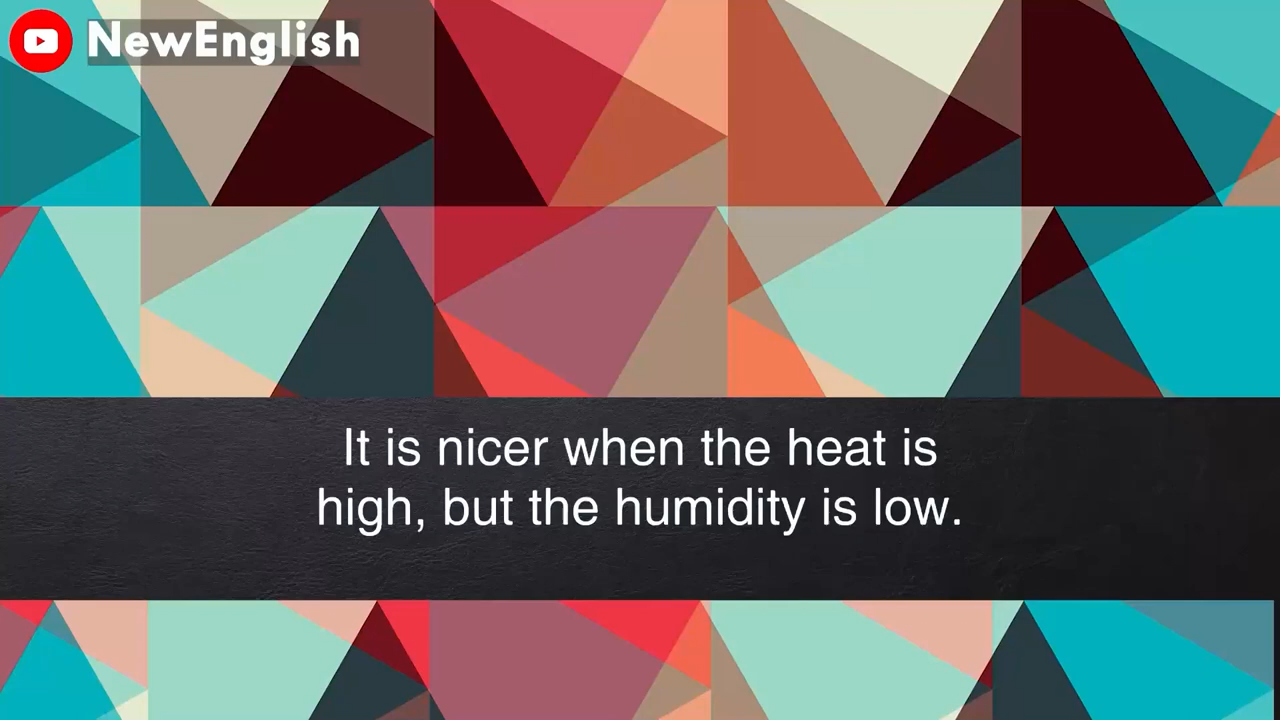 NewEnglish
It is nicer when the heat is
high, but the humidity is low.